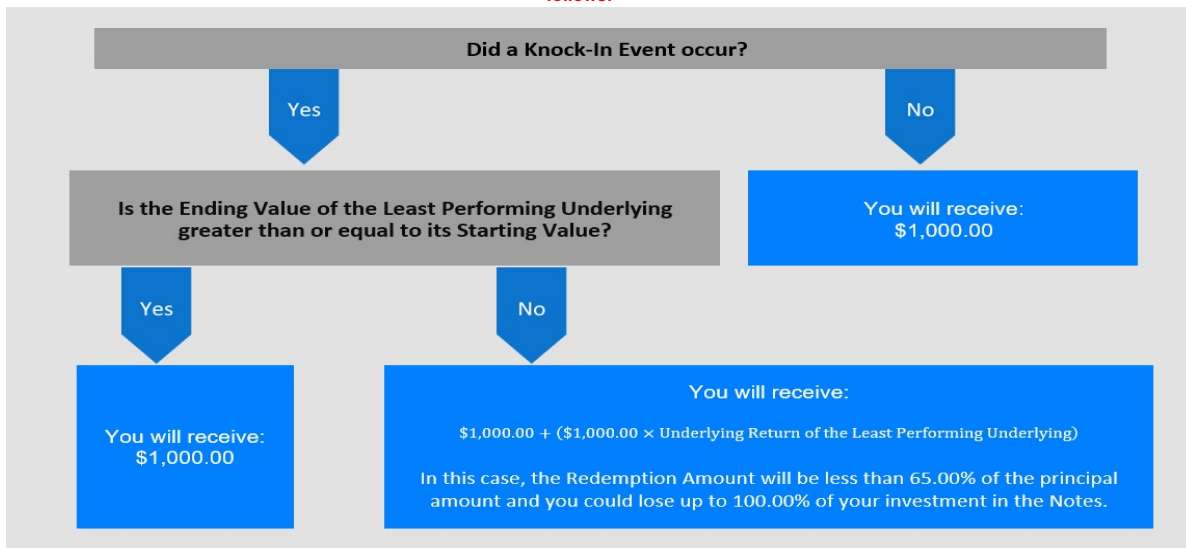 Did a Knock-In Event occur?
Yes
No
Is the Ending Value of the Least Performing Underlying
greater than or equal to its Starting Value?
You will receive:
$1,000.00
Yes
No
You will receive:
$1,000.00
You will receive:
$1,000.00 + ($1,000.00 × Underlying Return of the Least Performing Underlying)
In this case, the Redemption Amount will be less than 65.00% of the principal
amount and you could lose up to 100.00% of your investment in the Notes.